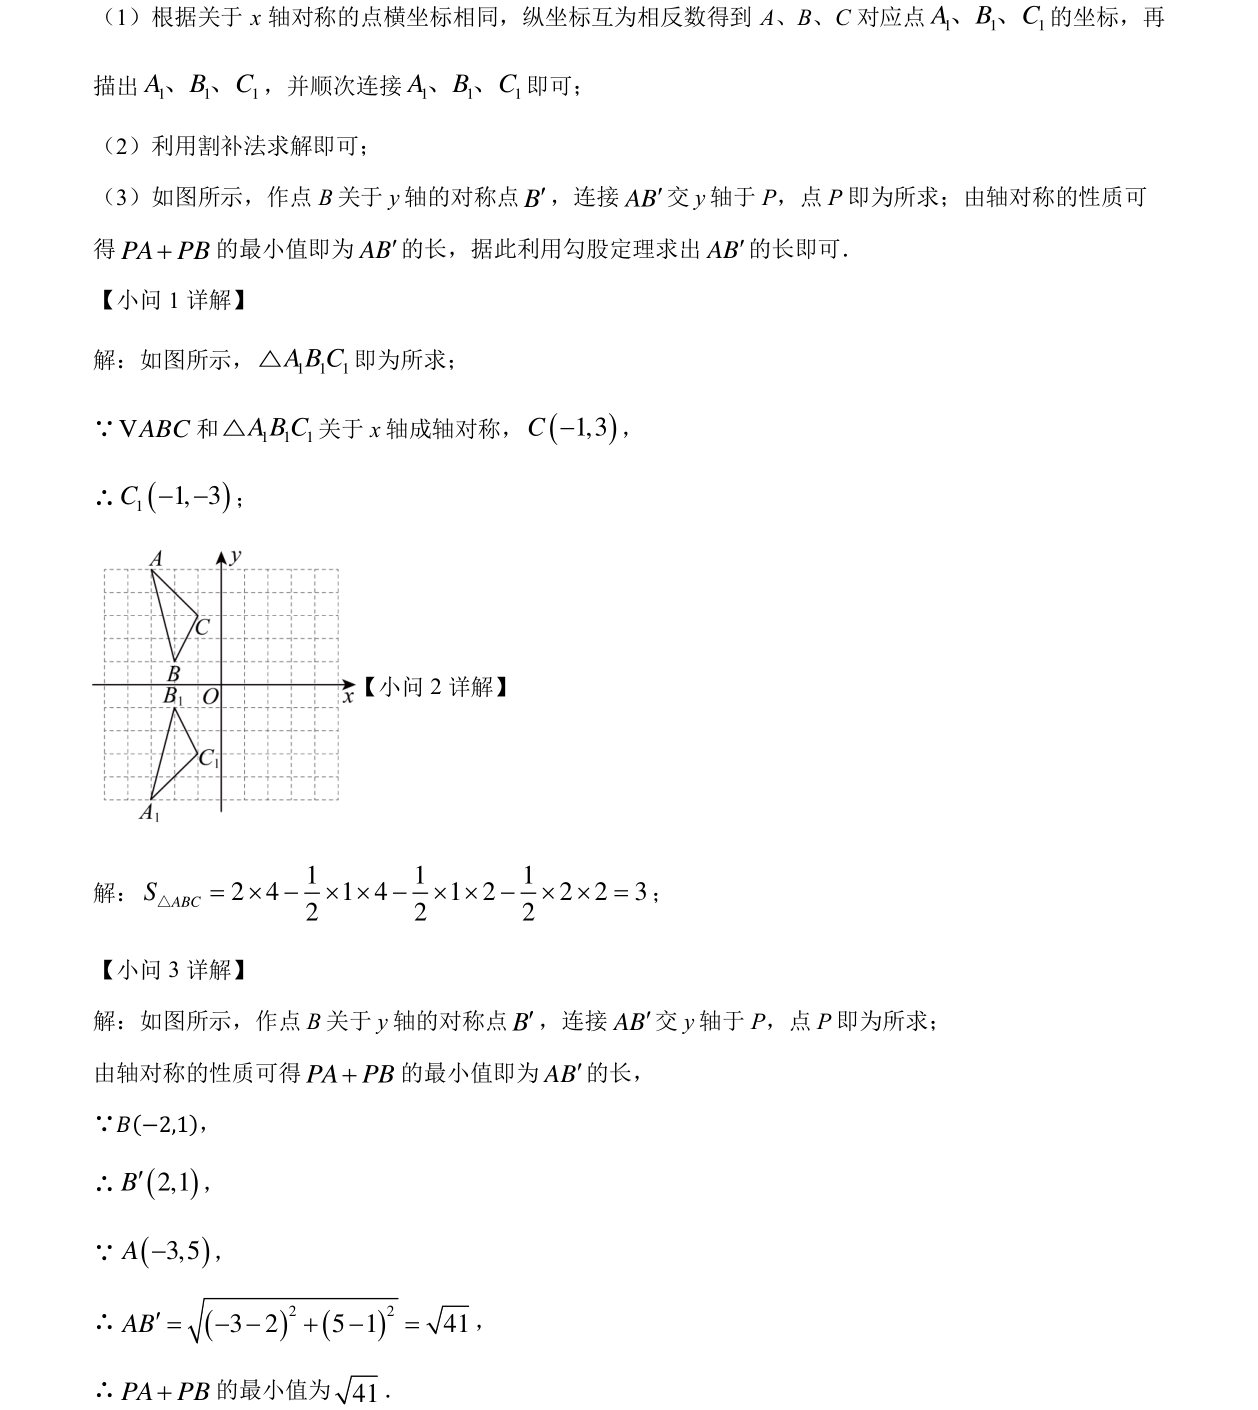 （1）根据关于 x 轴对称的点横坐标相同，纵坐标互为相反数得到 A、B、C 对应点 A₁、B₁、C₁ 的坐标，再
描出 A₁、B₁、C₁，并顺次连接 A₁、B₁、C₁ 即可；
（2）利用割补法求解即可；
（3）如图所示，作点 B 关于 y 轴的对称点 B′，连接 AB′ 交 y 轴于 P，点 P 即为所求；由轴对称的性质可
得 PA+PB 的最小值即为 AB′ 的长，据此利用勾股定理求出 AB′ 的长即可．
【小问 1 详解】
解：如图所示，△A₁B₁C₁ 即为所求；
∵VABC 和 △A₁B₁C₁ 关于 x 轴成轴对称，C(−1,3)，
∴C₁(−1,−3)；
A
y
C
B
B₁
O
x
【小问 2 详解】
C₁
A₁
解：S△ABC = 2×4−1/2×1×4−1/2×1×2−1/2×2×2=3；
【小问 3 详解】
解：如图所示，作点 B 关于 y 轴的对称点 B′，连接 AB′ 交 y 轴于 P，点 P 即为所求；
由轴对称的性质可得 PA+PB 的最小值即为 AB′ 的长，
∵B(−2,1)，
∴B′(2,1)，
∵A(−3,5)，
∴AB′=√((−3−2)²+(5−1)²)=√41，
∴PA+PB 的最小值为 √41．